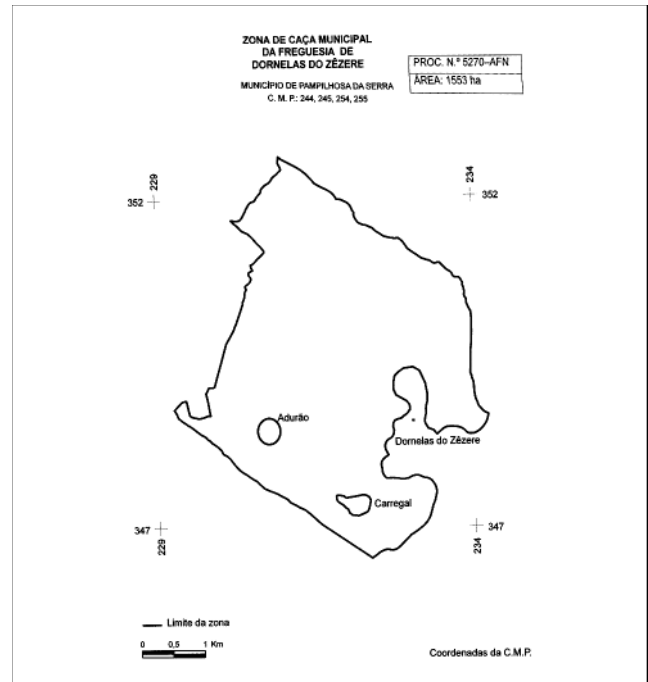 ZONA DE CAÇA MUNICIPAL
DA FREGUESIA DE
DORNELAS DO ZÊZERE
MUNICÍPIO DE PAMPILHOSA DA SERRA
C. M. P.: 244, 245, 254, 255
PROC. N.º 5270-AFN
ÁREA: 1553 ha
229
234
352
352
Adurão
Dornelas do Zêzere
Carregal
347
347
229
234
Limite da zona
0 0,5 1 Km
Coordenadas da C.M.P.